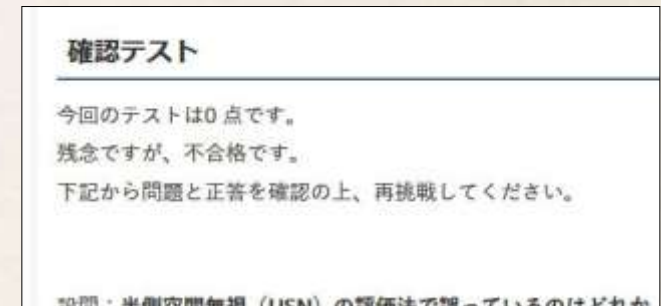 確認テスト
今回のテストは0 点です。
残念ですが、不合格です。
下記から問題と正答を確認の上、再挑戦してください。
設問：半側空間無視（USN）の評価法で誤っているのはどれか